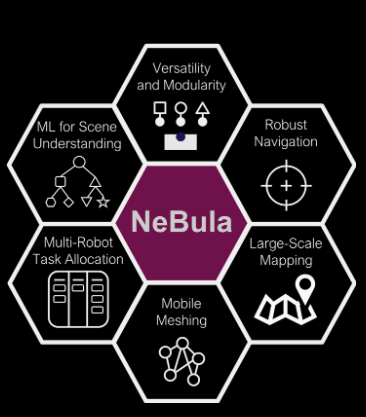 Versatility
and Modularity
ML for Scene
Understanding
Robust
Navigation
NeBula
Multi-Robot
Task Allocation
Large-Scale
Mapping
Mobile
Meshing